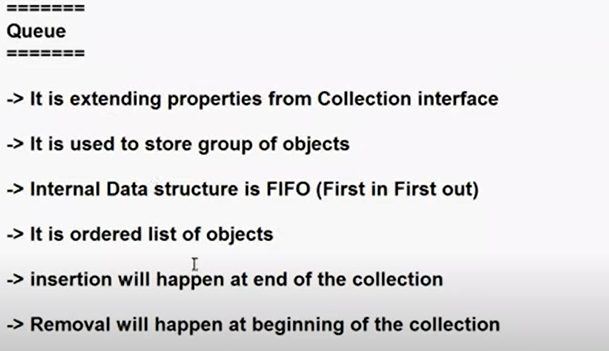 =======
Queue
=======
-> It is extending properties from Collection interface
-> It is used to store group of objects
-> Internal Data structure is FIFO (First in First out)
-> It is ordered list of objects
-> insertion will happen at end of the collection
-> Removal will happen at beginning of the collection